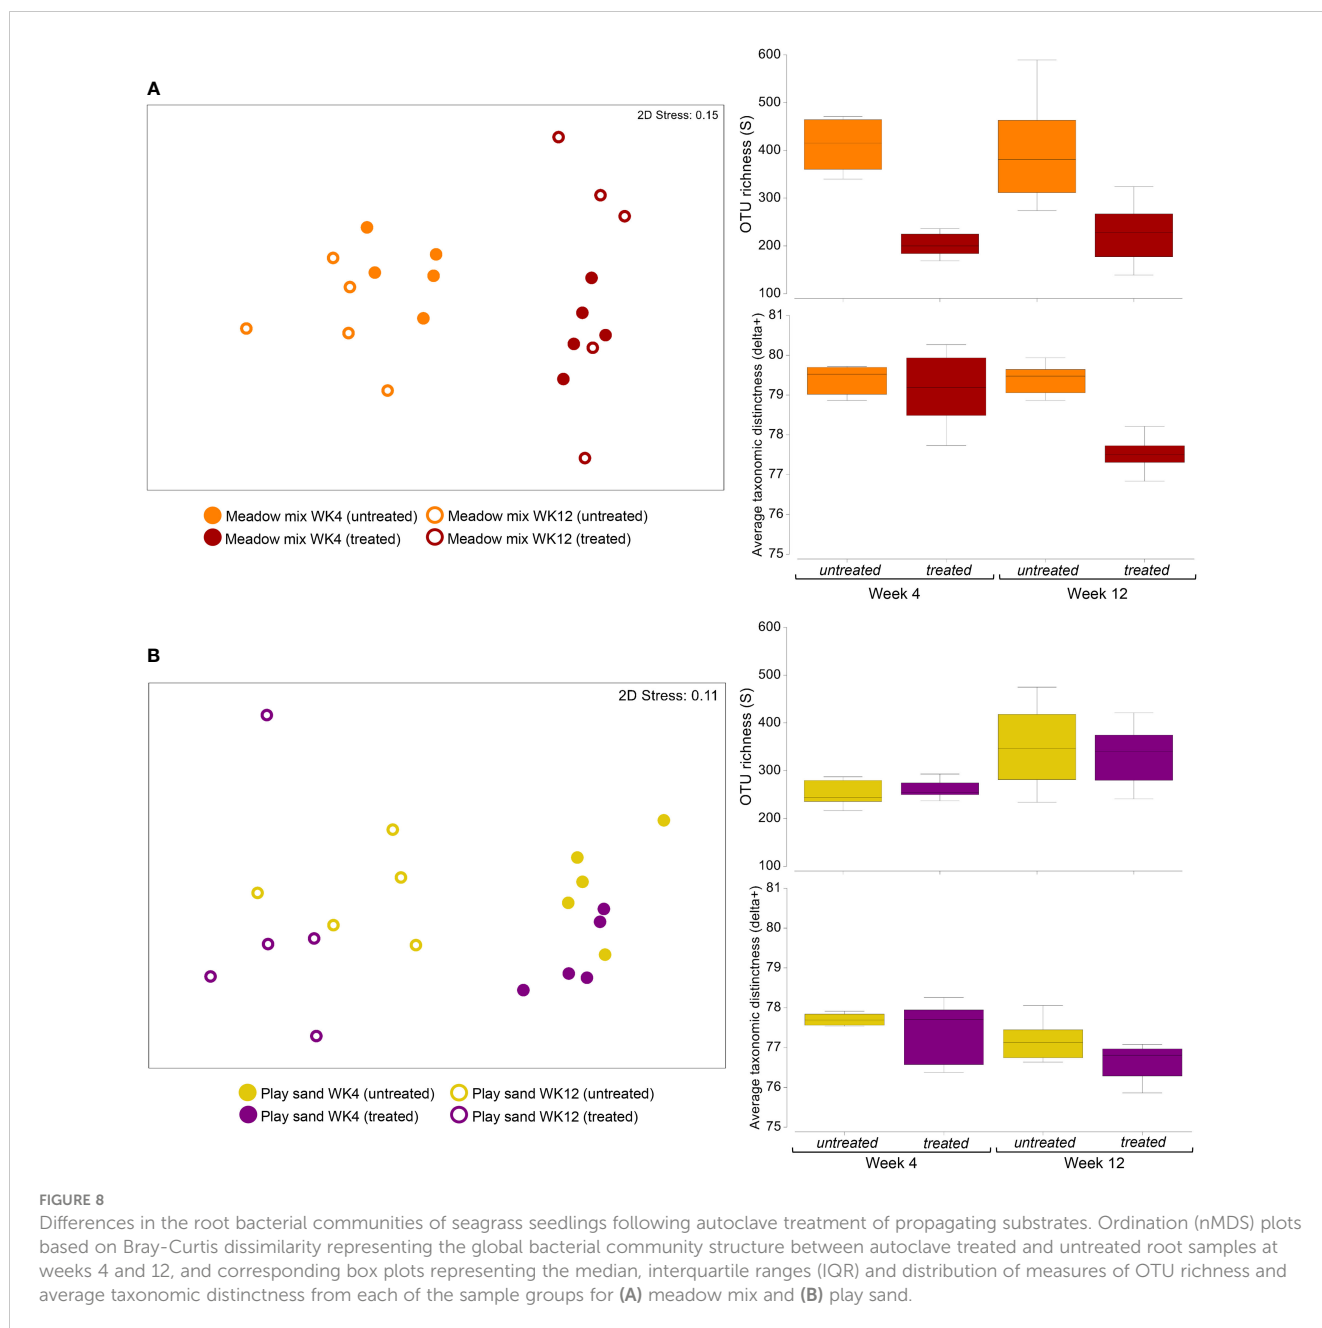 A
2D Stress: 0.15
Meadow mix WK4 (untreated)
Meadow mix WK12 (untreated)
Meadow mix WK4 (treated)
Meadow mix WK12 (treated)
OTU richness (S)
600
500
400
300
200
100
Average taxonomic distinctness (delta+)
81
80
79
78
77
76
75
untreated
treated
untreated
treated
Week 4
Week 12
B
2D Stress: 0.11
Play sand WK4 (untreated)
Play sand WK12 (untreated)
Play sand WK4 (treated)
Play sand WK12 (treated)
OTU richness (S)
600
500
400
300
200
100
Average taxonomic distinctness (delta+)
81
80
79
78
77
76
75
untreated
treated
untreated
treated
Week 4
Week 12
FIGURE 8
Differences in the root bacterial communities of seagrass seedlings following autoclave treatment of propagating substrates. Ordination (nMDS) plots
based on Bray-Curtis dissimilarity representing the global bacterial community structure between autoclave treated and untreated root samples at
weeks 4 and 12, and corresponding box plots representing the median, interquartile ranges (IQR) and distribution of measures of OTU richness and
average taxonomic distinctness from each of the sample groups for (A) meadow mix and (B) play sand.